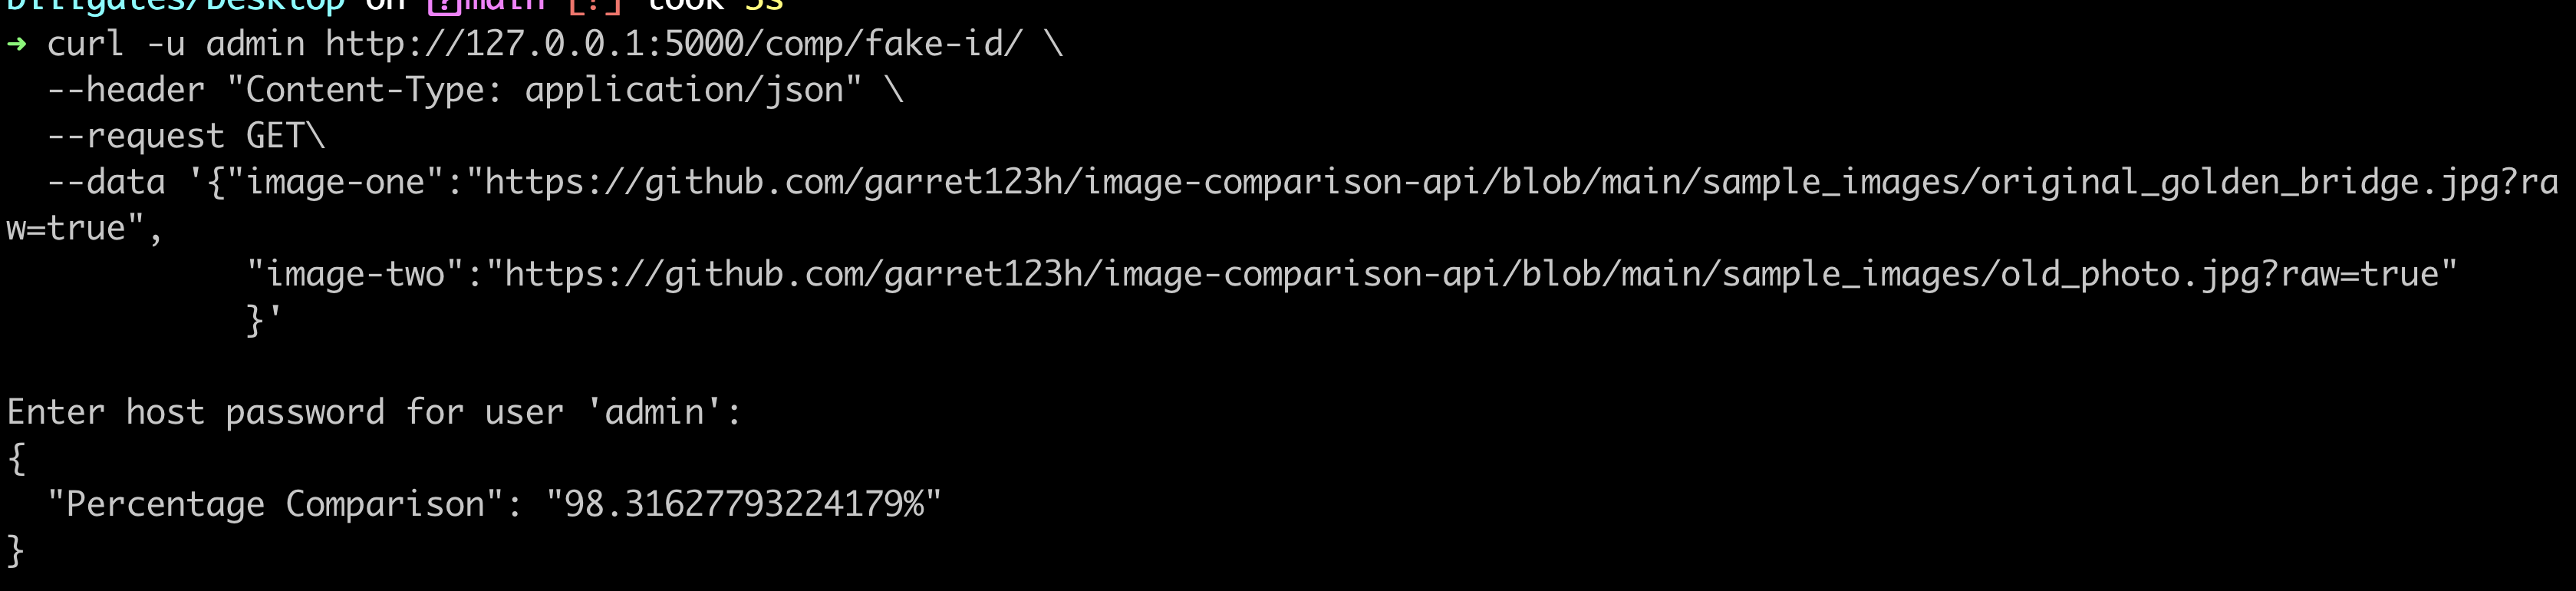 billgates/Desktop on [?]main [!] took 5s
→ curl -u admin http://127.0.0.1:5000/comp/fake-id/ \
  --header "Content-Type: application/json" \
  --request GET\
  --data '{"image-one":"https://github.com/garret123h/image-comparison-api/blob/main/sample_images/original_golden_bridge.jpg?ra
w=true",
            "image-two":"https://github.com/garret123h/image-comparison-api/blob/main/sample_images/old_photo.jpg?raw=true"
            }'
Enter host password for user 'admin':
{
  "Percentage Comparison": "98.31627793224179%"
}